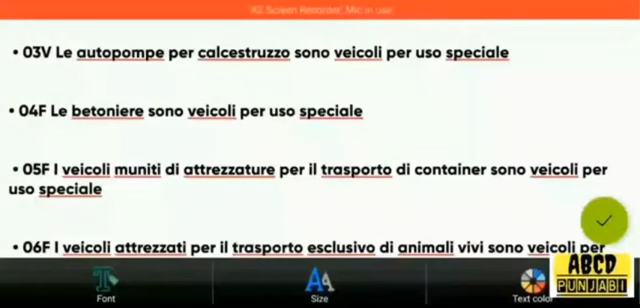 'XZ Screen Recorder' Mic in use
• 03V Le autopompe per calcestruzzo sono veicoli per uso speciale
• 04F Le betoniere sono veicoli per uso speciale
• 05F I veicoli muniti di attrezzature per il trasporto di container sono veicoli per
uso speciale
• 06F I veicoli attrezzati per il trasporto esclusivo di animali vivi sono veicoli per
Font
Size
Text color
ABCD
PUNJABI